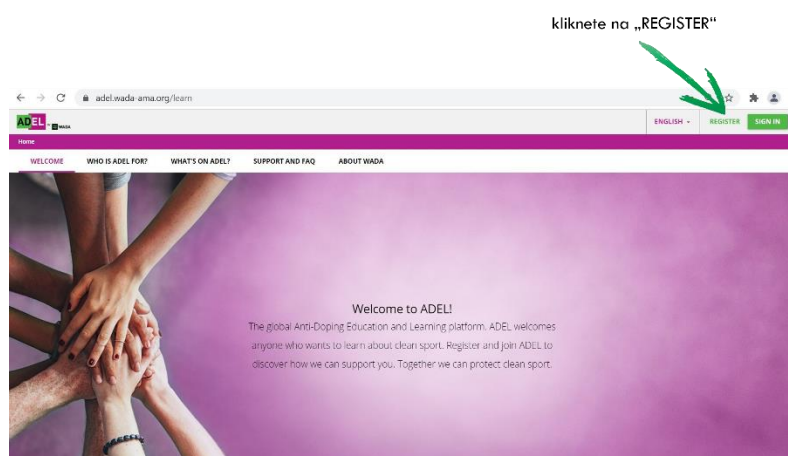 kliknete na „REGISTER“
adel.wada-ama.org/learn
ADEL WADA
ENGLISH REGISTER SIGN IN
Home
WELCOME WHO IS ADEL FOR? WHAT'S ON ADEL? SUPPORT AND FAQ ABOUT WADA
Welcome to ADEL!
The global Anti-Doping Education and Learning platform. ADEL welcomes
anyone who wants to learn about clean sport. Register and join ADEL to
discover how we can support you. Together we can protect clean sport.